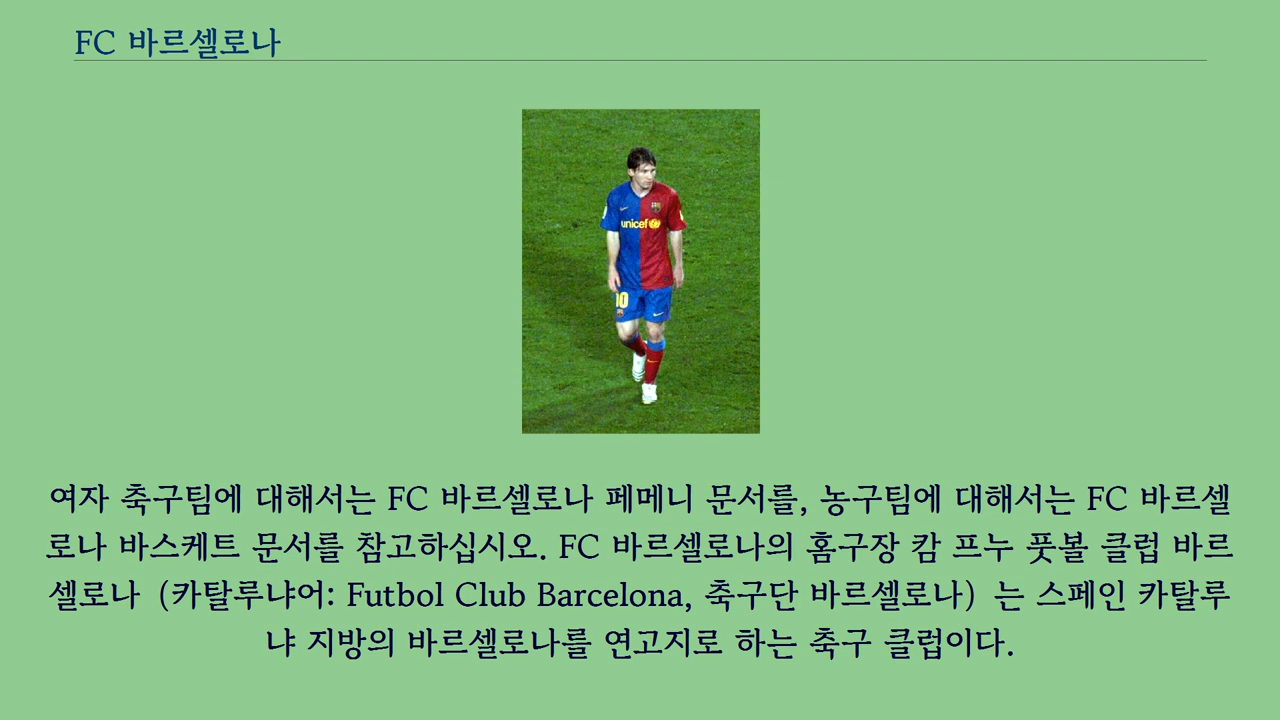 FC 바르셀로나
unicef
10
여자 축구팀에 대해서는 FC 바르셀로나 페메니 문서를, 농구팀에 대해서는 FC 바르셀
로나 바스케트 문서를 참고하십시오. FC 바르셀로나의 홈구장 캄 프누 풋볼 클럽 바르
셀로나 (카탈루냐어: Futbol Club Barcelona, 축구단 바르셀로나) 는 스페인 카탈루
냐 지방의 바르셀로나를 연고지로 하는 축구 클럽이다.